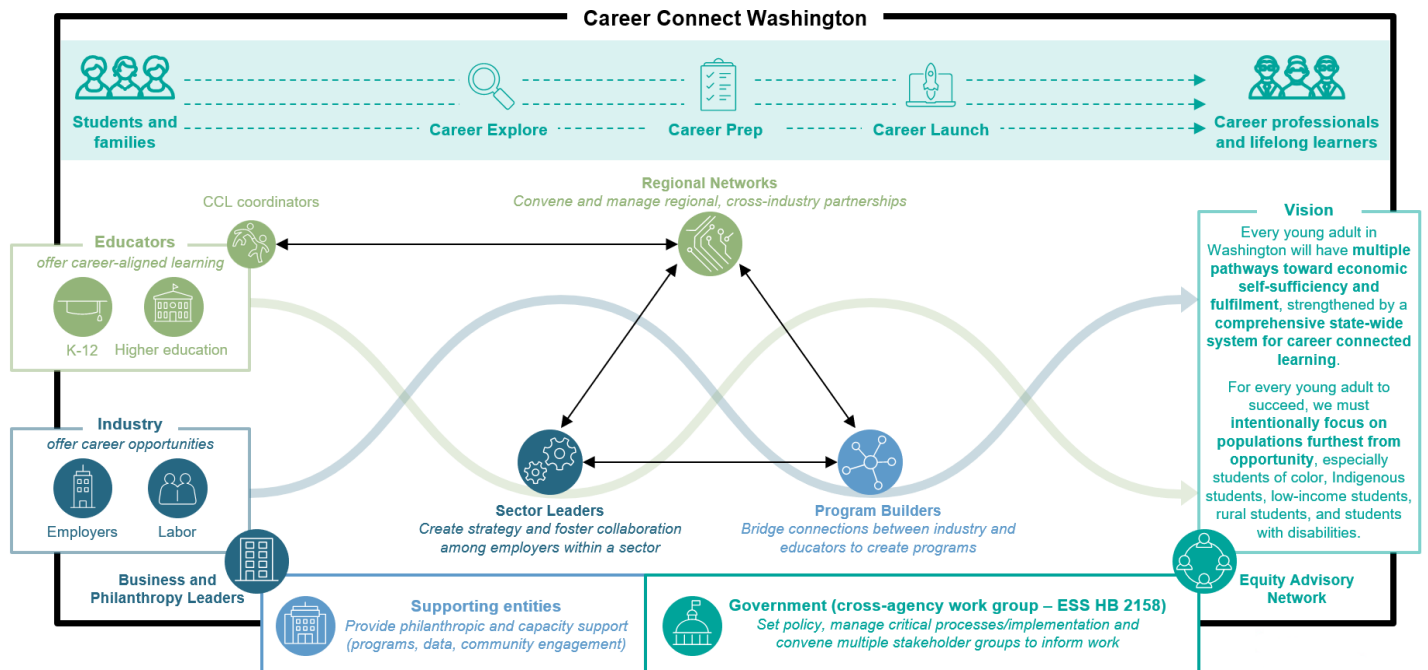 Career Connect Washington
Students and
families
Career Explore
Career Prep
Career Launch
Career professionals
and lifelong learners
Regional Networks
Convene and manage regional, cross-industry partnerships
CCL coordinators
Educators
offer career-aligned learning
K-12
Higher education
Industry
offer career opportunities
Employers
Labor
Business and
Philanthropy Leaders
Sector Leaders
Create strategy and foster collaboration
among employers within a sector
Program Builders
Bridge connections between industry and
educators to create programs
Vision
Every young adult in
Washington will have multiple
pathways toward economic
self-sufficiency and
fulfilment, strengthened by a
comprehensive state-wide
system for career connected
learning.
For every young adult to
succeed, we must
intentionally focus on
populations furthest from
opportunity, especially
students of color, Indigenous
students, low-income students,
rural students, and students
with disabilities.
Equity Advisory
Network
Supporting entities
Provide philanthropic and capacity support
(programs, data, community engagement)
Government (cross-agency work group – ESS HB 2158)
Set policy, manage critical processes/implementation and
convene multiple stakeholder groups to inform work